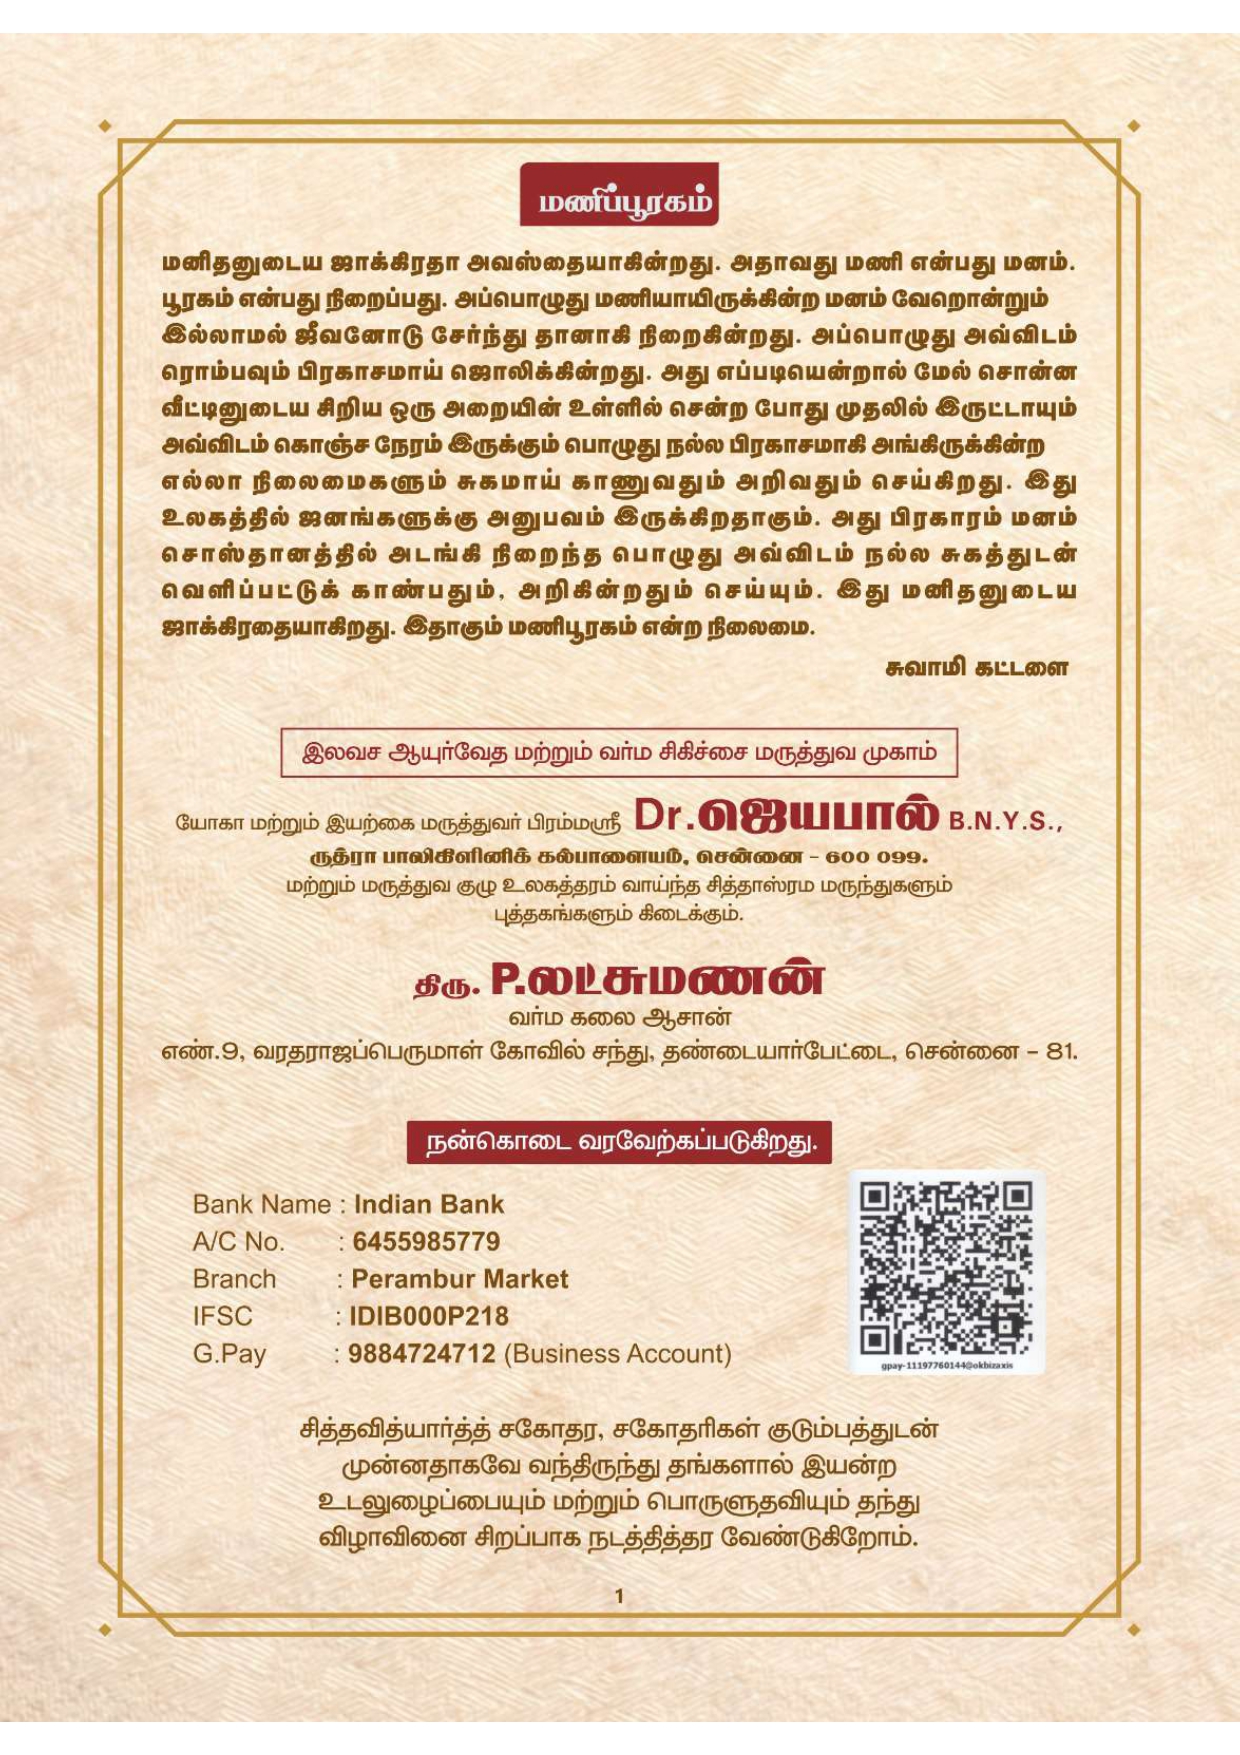 மணிப்பூரகம்
மனிதனுடைய ஜாக்கிரதா அவஸ்தையாகின்றது. அதாவது மணி என்பது மனம்.
பூரகம் என்பது நிறைப்பது. அப்பொழுது மணியாயிருக்கின்ற மனம் வேறொன்றும்
இல்லாமல் ஜீவனோடு சேர்ந்து தானாகி நிறைகின்றது. அப்பொழுது அவ்விடம்
ரொம்பவும் பிரகாசமாய் ஜொலிக்கின்றது. அது எப்படியென்றால் மேல் சொன்ன
வீட்டினுடைய சிறிய ஒரு அறையின் உள்ளில் சென்ற போது முதலில் இருட்டாயும்
அவ்விடம் கொஞ்ச நேரம் இருக்கும் பொழுது நல்ல பிரகாசமாகி அங்கிருக்கின்ற
எல்லா நிலைமைகளும் சுகமாய் காணுவதும் அறிவதும் செய்கிறது. இது
உலகத்தில் ஜனங்களுக்கு அனுபவம் இருக்கிறதாகும். அது பிரகாரம் மனம்
சொஸ்தானத்தில் அடங்கி நிறைந்த பொழுது அவ்விடம் நல்ல சுகத்துடன்
வெளிப்பட்டுக் காண்பதும், அறிகின்றதும் செய்யும். இது மனிதனுடைய
ஜாக்கிரதையாகிறது. இதாகும் மணிபூரகம் என்ற நிலைமை.
சுவாமி கட்டளை
இலவச ஆயுர்வேத மற்றும் வர்ம சிகிச்சை மருத்துவ முகாம்
யோகா மற்றும் இயற்கை மருத்துவர் பிரம்மஸ்ரீ Dr.ஜெயபால் B.N.Y.S.,
ருத்ரா பாலிகிளினிக் கல்பாளையம், சென்னை - 600 099.
மற்றும் மருத்துவ குழு உலகத்தரம் வாய்ந்த சித்தாஸ்ரம மருந்துகளும்
புத்தகங்களும் கிடைக்கும்.
திரு. P.லட்சுமணன்
வர்ம கலை ஆசான்
எண்.9, வரதராஜப்பெருமாள் கோவில் சந்து, தண்டையார்பேட்டை, சென்னை - 81.
நன்கொடை வரவேற்கப்படுகிறது.
Bank Name : Indian Bank
A/C No. : 6455985779
Branch : Perambur Market
IFSC : IDIB000P218
G.Pay : 9884724712 (Business Account)
gpay-11197760144@okbizaxis
சித்தவித்யார்த்த் சகோதர, சகோதரிகள் குடும்பத்துடன்
முன்னதாகவே வந்திருந்து தங்களால் இயன்ற
உடலுழைப்பையும் மற்றும் பொருளுதவியும் தந்து
விழாவினை சிறப்பாக நடத்தித்தர வேண்டுகிறோம்.
1